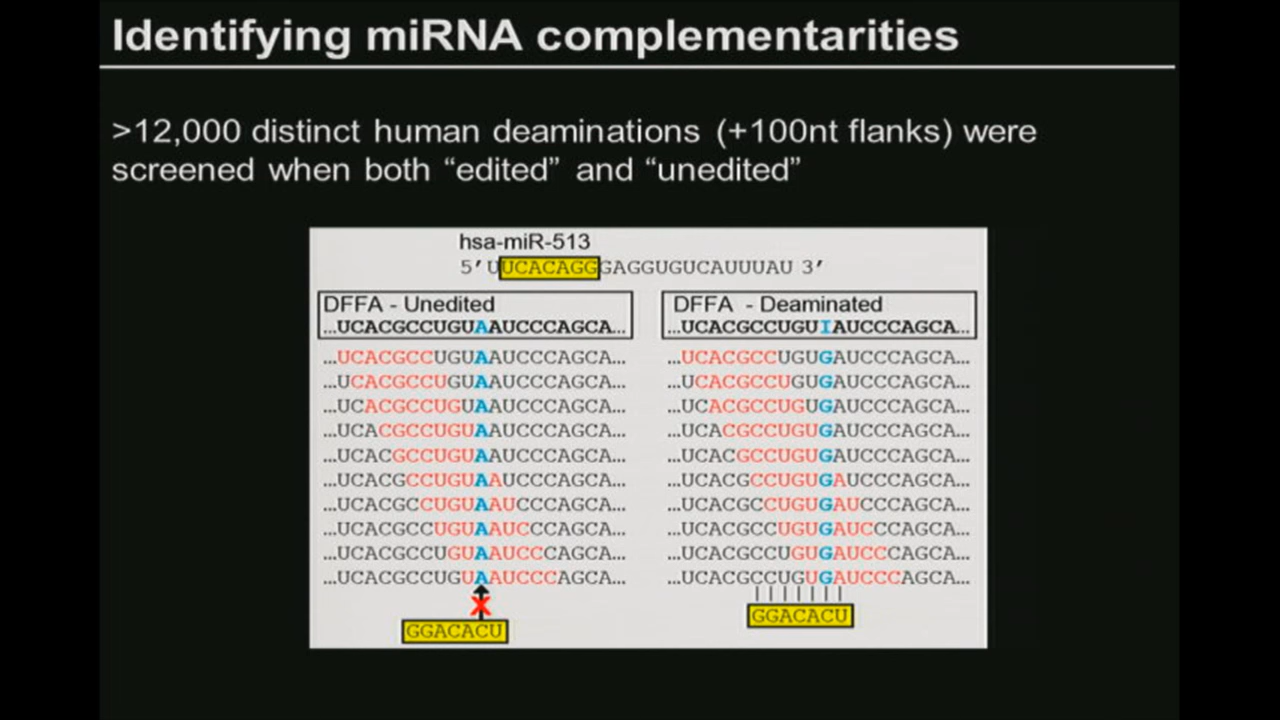 Identifying miRNA complementarities
>12,000 distinct human deaminations (+100nt flanks) were
screened when both “edited” and “unedited”
hsa-miR-513
5’UUCACAGGGAGGUGUCAUUUAU 3’
DFFA - Unedited
…UCACGCCUGUAAUCCCAGCA…
…UCACGCCUGUAAUCCCAGCA…
…UCACGCCUGUAAUCCCAGCA…
…UCACGCCUGUAAUCCCAGCA…
…UCACGCCUGUAAUCCCAGCA…
…UCACGCCUGUAAUCCCAGCA…
…UCACGCCUGUAAUCCCAGCA…
…UCACGCCUGUAAUCCCAGCA…
…UCACGCCUGUAAUCCCAGCA…
…UCACGCCUGUAAUCCCAGCA…
…UCACGCCUGUAAUCCCAGCA…
GGACACU
DFFA - Deaminated
…UCACGCCUGUIAUCCCAGCA…
…UCACGCCUGUGAUCCCAGCA…
…UCACGCCUGUGAUCCCAGCA…
…UCACGCCUGUGAUCCCAGCA…
…UCACGCCUGUGAUCCCAGCA…
…UCACGCCUGUGAUCCCAGCA…
…UCACGCCUGUGAUCCCAGCA…
…UCACGCCUGUGAUCCCAGCA…
…UCACGCCUGUGAUCCCAGCA…
…UCACGCCUGUGAUCCCAGCA…
…UCACGCCUGUGAUCCCAGCA…
GGACACU